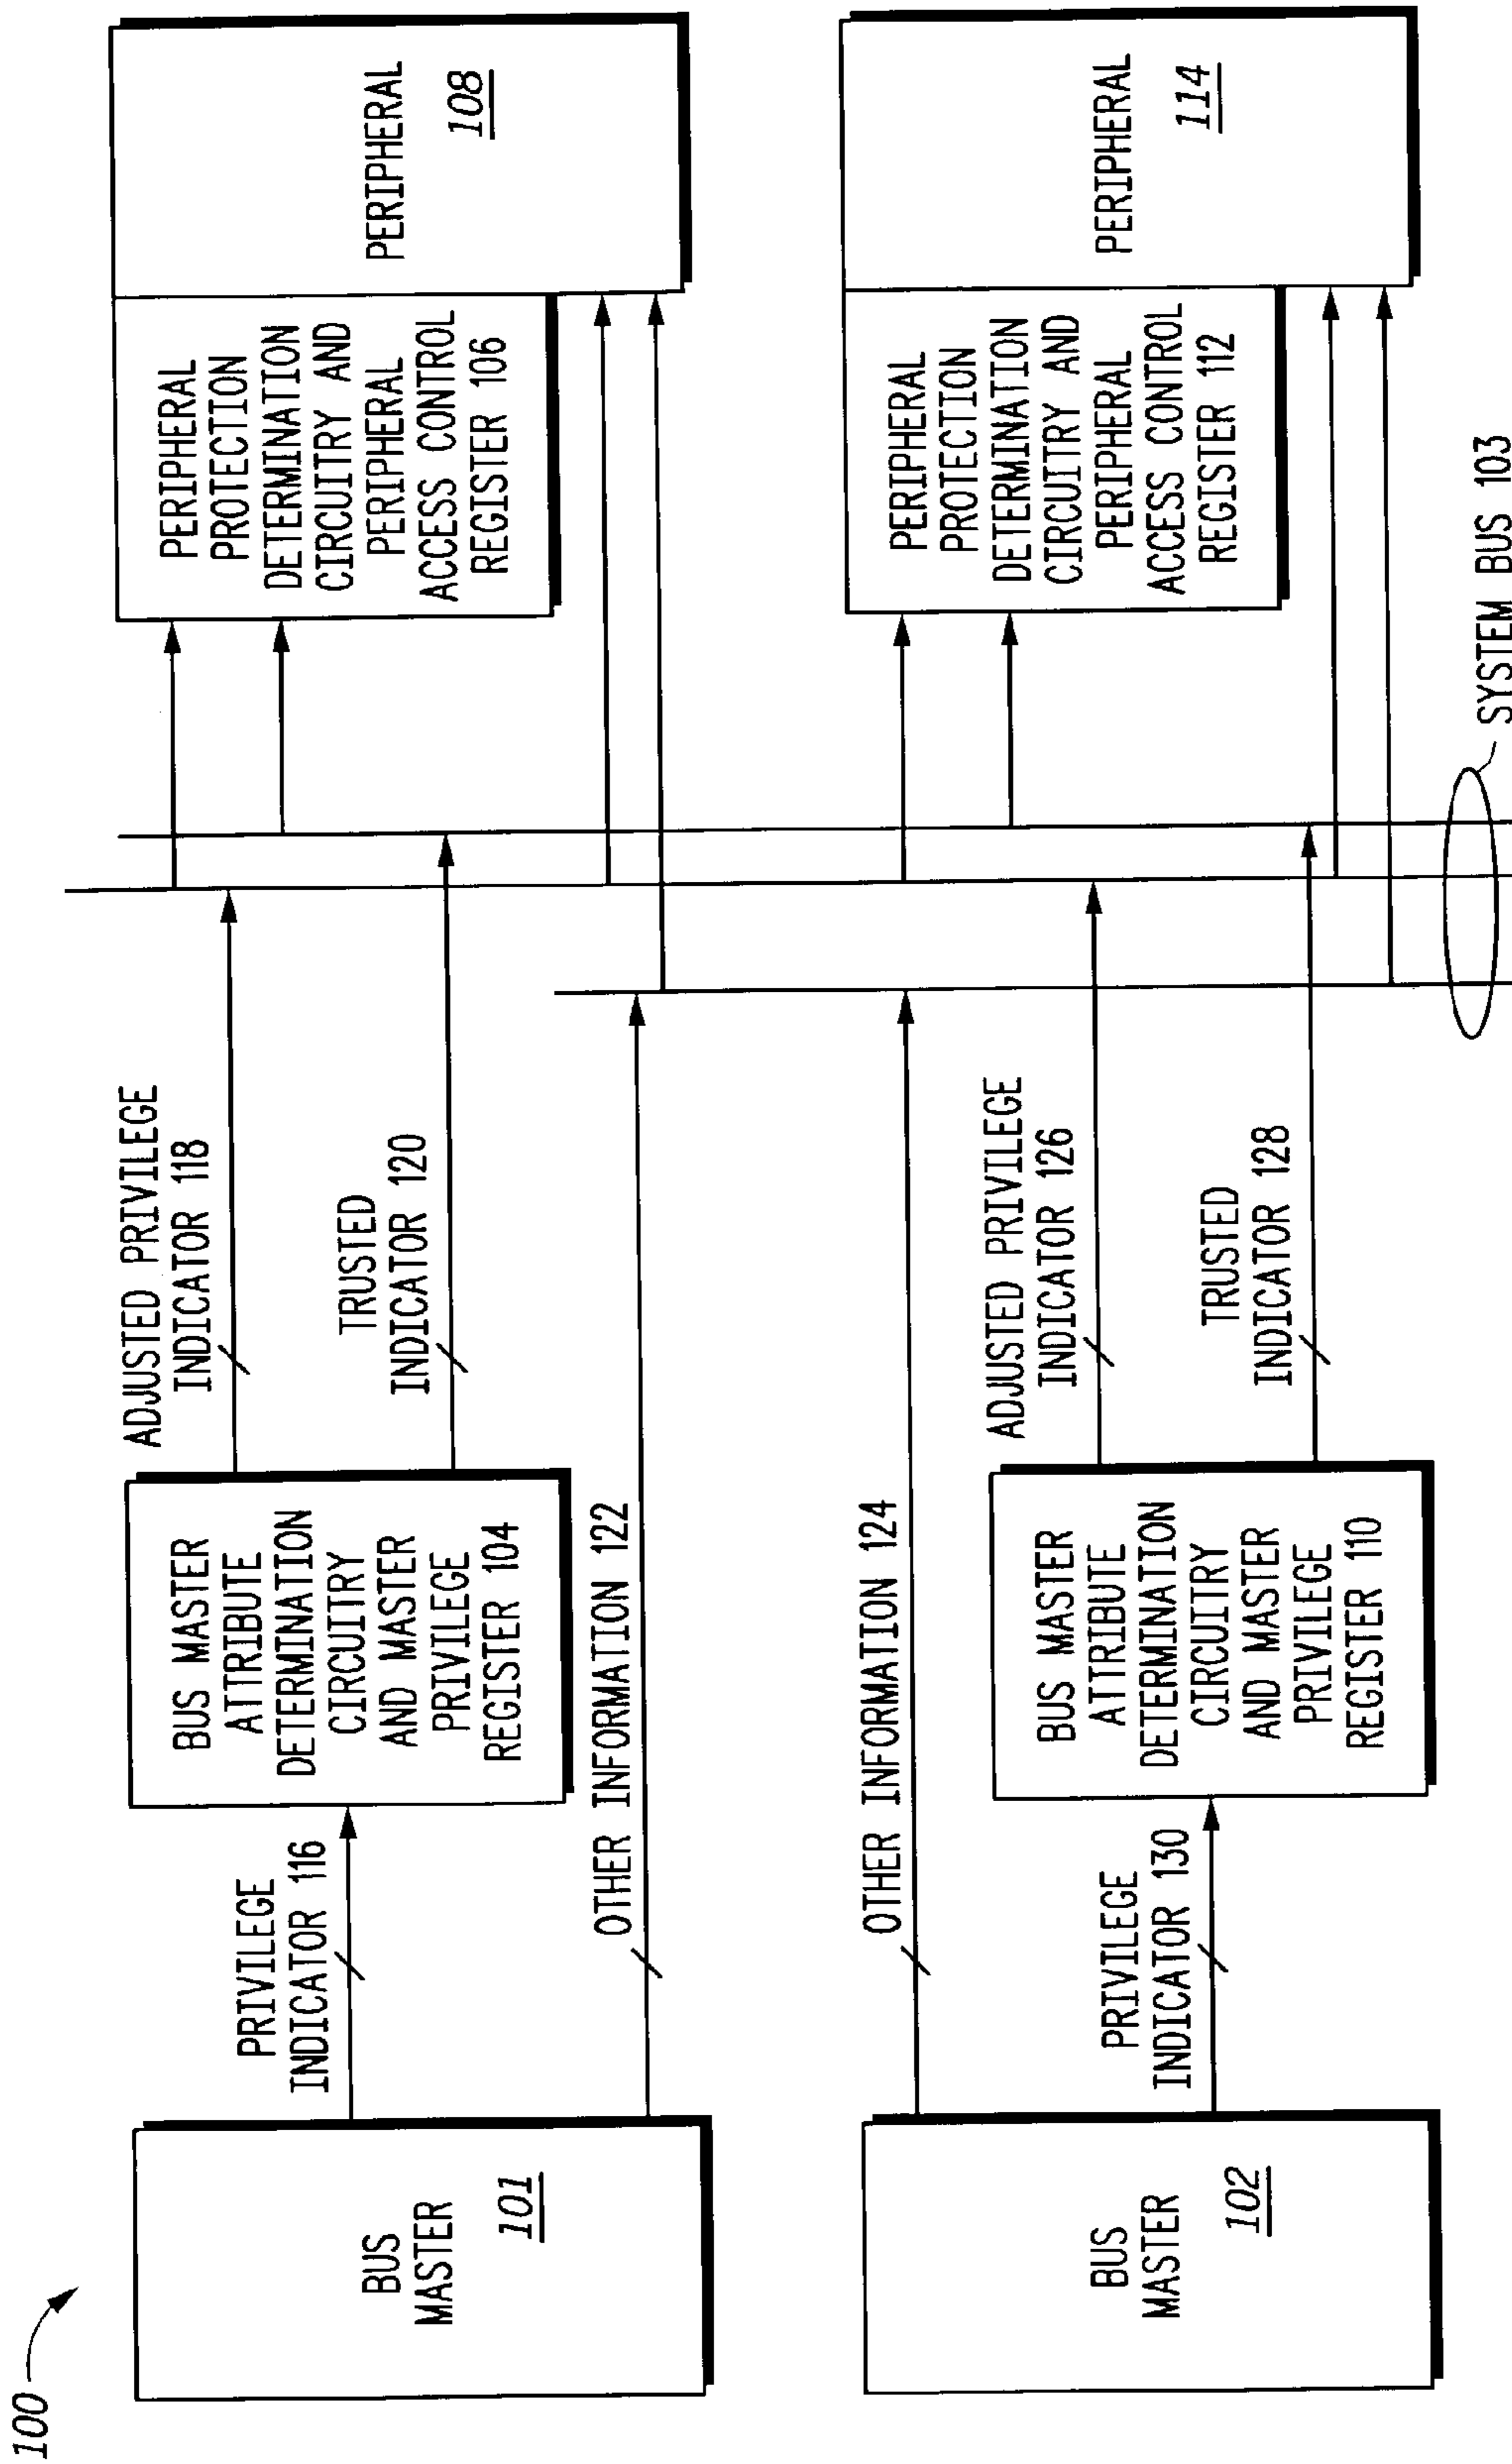 100
BUS
MASTER
101
PRIVILEGE
INDICATOR 116
BUS MASTER
ATTRIBUTE
DETERMINATION
CIRCUITRY
AND MASTER
PRIVILEGE
REGISTER 104
OTHER INFORMATION 122
ADJUSTED PRIVILEGE
INDICATOR 118
TRUSTED
INDICATOR 120
PERIPHERAL
PROTECTION
DETERMINATION
CIRCUITRY AND
PERIPHERAL
ACCESS CONTROL
REGISTER 106
PERIPHERAL
108
BUS
MASTER
102
OTHER INFORMATION 124
PRIVILEGE
INDICATOR 130
BUS MASTER
ATTRIBUTE
DETERMINATION
CIRCUITRY
AND MASTER
PRIVILEGE
REGISTER 110
ADJUSTED PRIVILEGE
INDICATOR 126
TRUSTED
INDICATOR 128
PERIPHERAL
PROTECTION
DETERMINATION
CIRCUITRY AND
PERIPHERAL
ACCESS CONTROL
REGISTER 112
PERIPHERAL
114
SYSTEM BUS 103